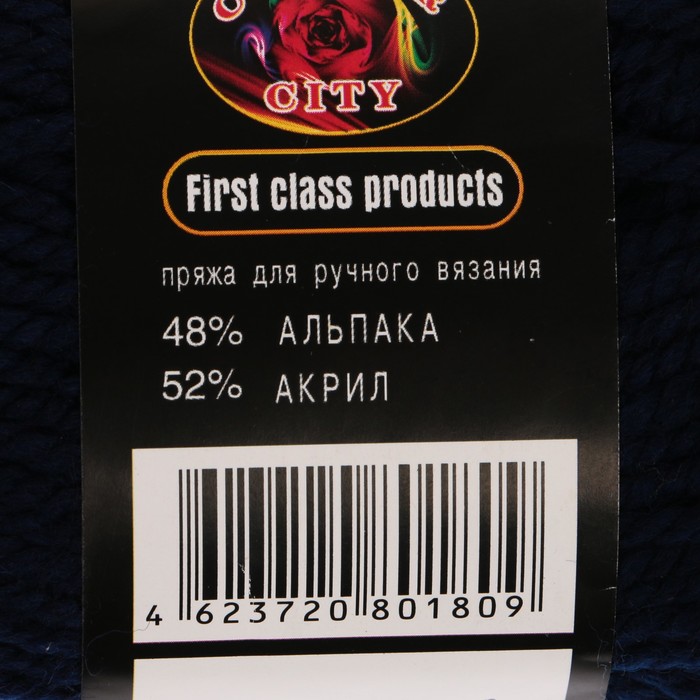 CITY
First class products
пряжа для ручного вязания
48% АЛЬПАКА
52% АКРИЛ
4 623720 801809